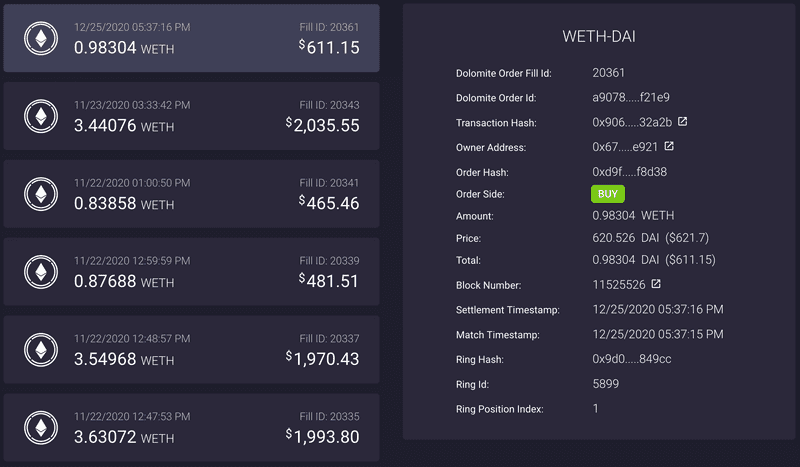 12/25/2020 05:37:16 PM Fill ID: 20361
0.98304 WETH $611.15
11/23/2020 03:33:42 PM Fill ID: 20343
3.44076 WETH $2,035.55
11/22/2020 01:00:50 PM Fill ID: 20341
0.83858 WETH $465.46
11/22/2020 12:59:59 PM Fill ID: 20339
0.87688 WETH $481.51
11/22/2020 12:48:57 PM Fill ID: 20337
3.54968 WETH $1,970.43
11/22/2020 12:47:53 PM Fill ID: 20335
3.63072 WETH $1,993.80
WETH-DAI
Dolomite Order Fill Id: 20361
Dolomite Order Id: a9078.....f21e9
Transaction Hash: 0x906.....32a2b
Owner Address: 0x67.....e921
Order Hash: 0xd9f.....f8d38
Order Side: BUY
Amount: 0.98304 WETH
Price: 620.526 DAI ($621.7)
Total: 0.98304 DAI ($611.15)
Block Number: 11525526
Settlement Timestamp: 12/25/2020 05:37:16 PM
Match Timestamp: 12/25/2020 05:37:15 PM
Ring Hash: 0x9d0.....849cc
Ring Id: 5899
Ring Position Index: 1